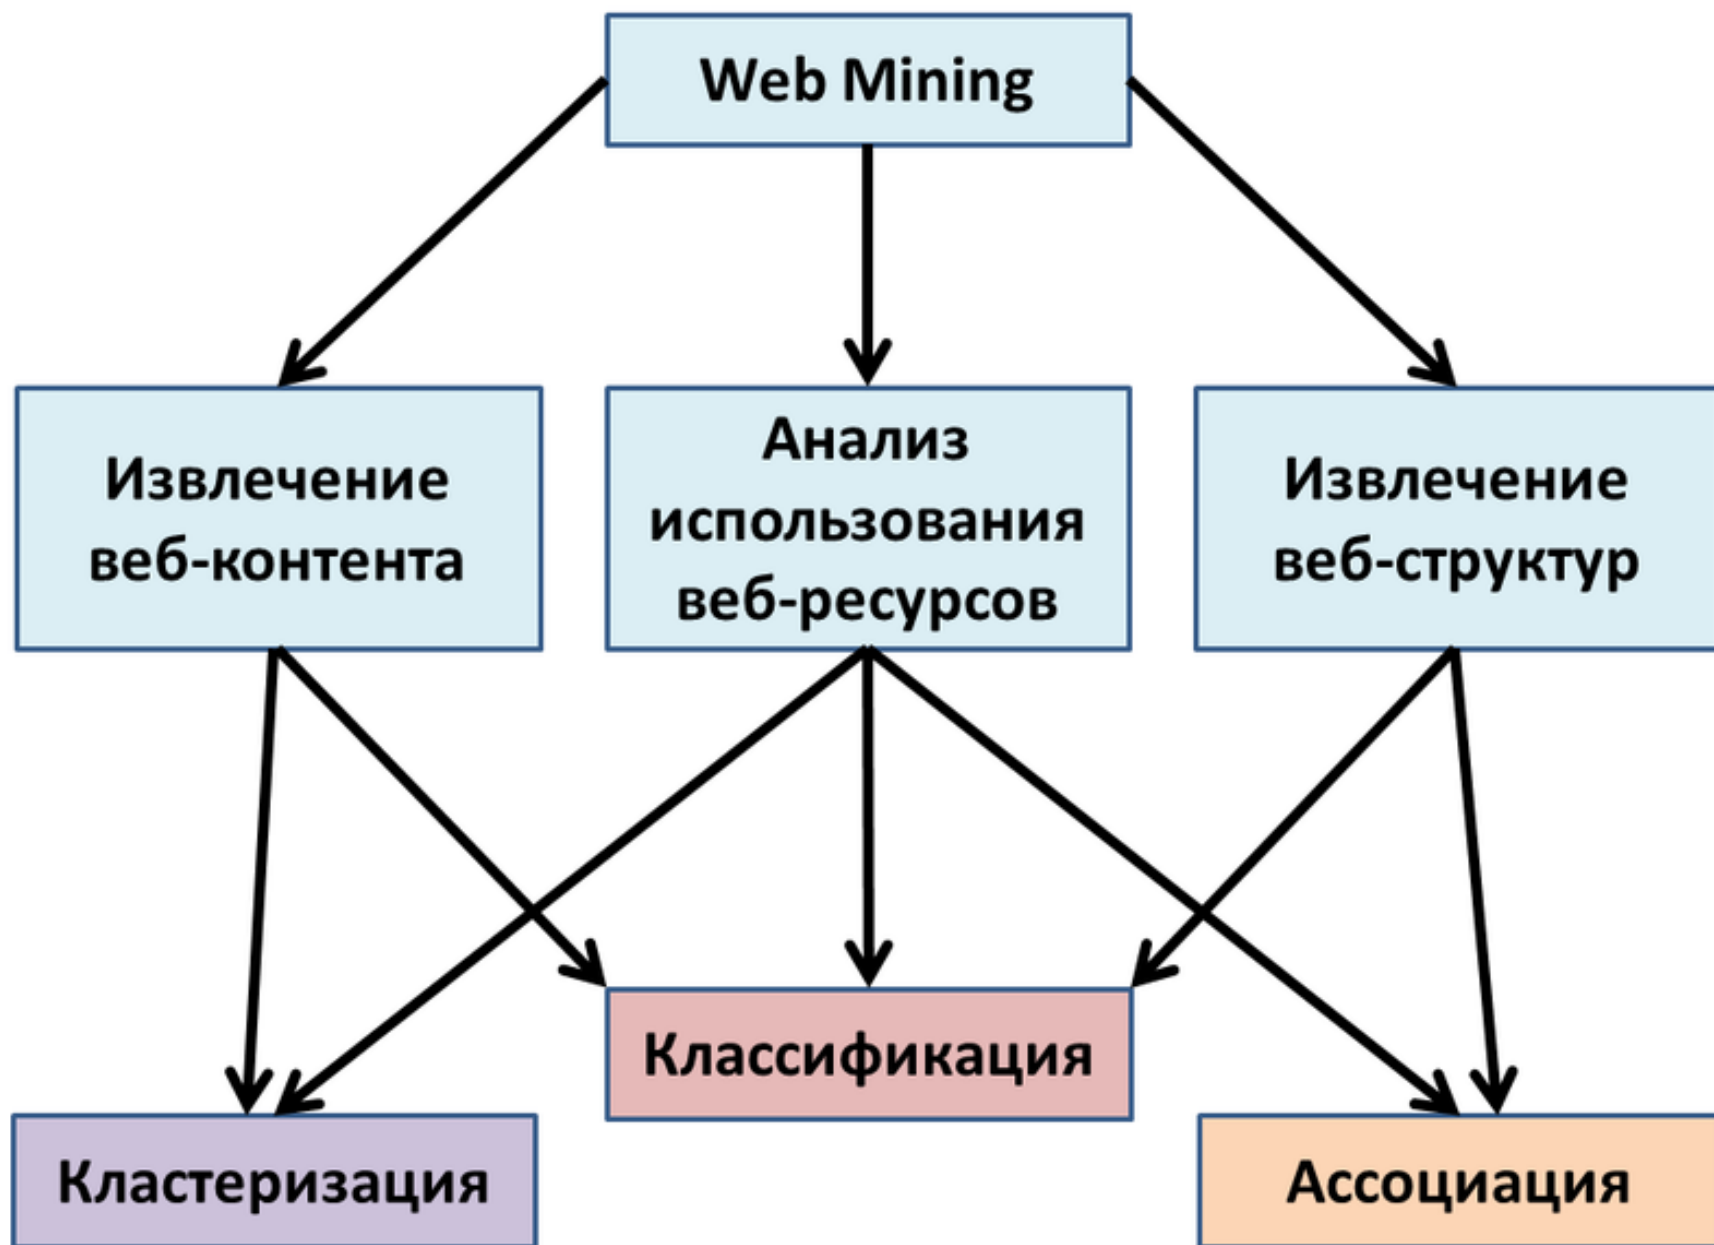 Web Mining
Извлечение
веб-контента
Анализ
использования
веб-ресурсов
Извлечение
веб-структур
Классификация
Кластеризация
Ассоциация